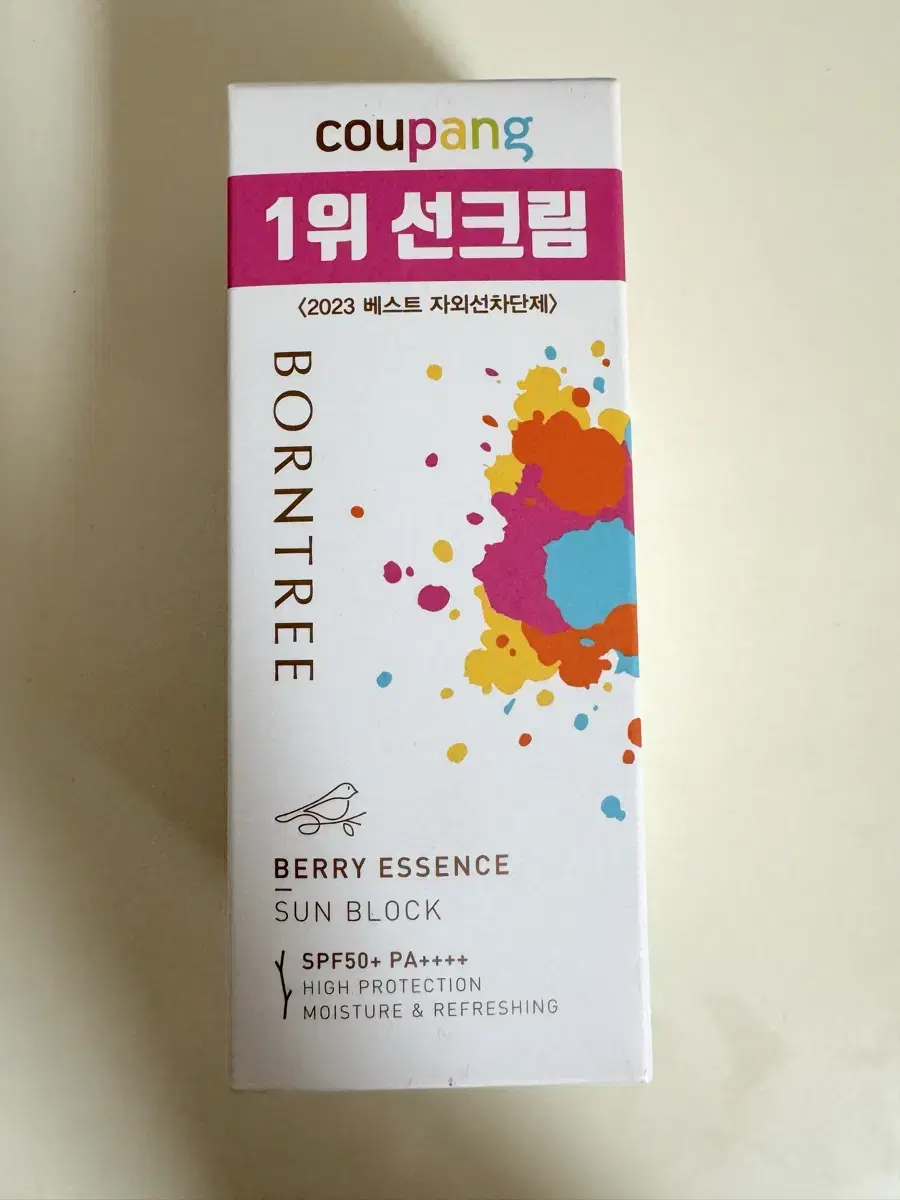 coupang
1위 선크림
〈2023 베스트 자외선차단제〉
BORNTREE
BERRY ESSENCE
SUN BLOCK
SPF50+ PA++++
HIGH PROTECTION
MOISTURE & REFRESHING